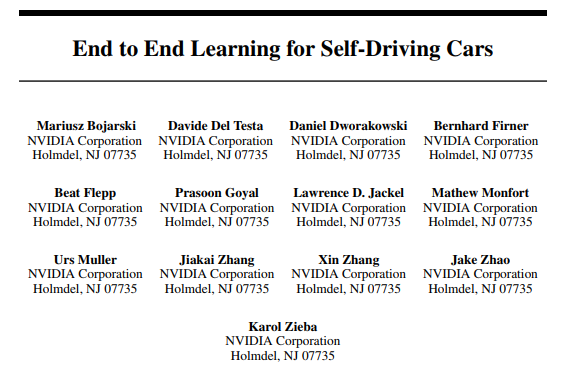 End to End Learning for Self-Driving Cars
Mariusz Bojarski
NVIDIA Corporation
Holmdel, NJ 07735
Davide Del Testa
NVIDIA Corporation
Holmdel, NJ 07735
Daniel Dworakowski
NVIDIA Corporation
Holmdel, NJ 07735
Bernhard Firner
NVIDIA Corporation
Holmdel, NJ 07735
Beat Flepp
NVIDIA Corporation
Holmdel, NJ 07735
Prasoon Goyal
NVIDIA Corporation
Holmdel, NJ 07735
Lawrence D. Jackel
NVIDIA Corporation
Holmdel, NJ 07735
Mathew Monfort
NVIDIA Corporation
Holmdel, NJ 07735
Urs Muller
NVIDIA Corporation
Holmdel, NJ 07735
Jiakai Zhang
NVIDIA Corporation
Holmdel, NJ 07735
Xin Zhang
NVIDIA Corporation
Holmdel, NJ 07735
Jake Zhao
NVIDIA Corporation
Holmdel, NJ 07735
Karol Zieba
NVIDIA Corporation
Holmdel, NJ 07735